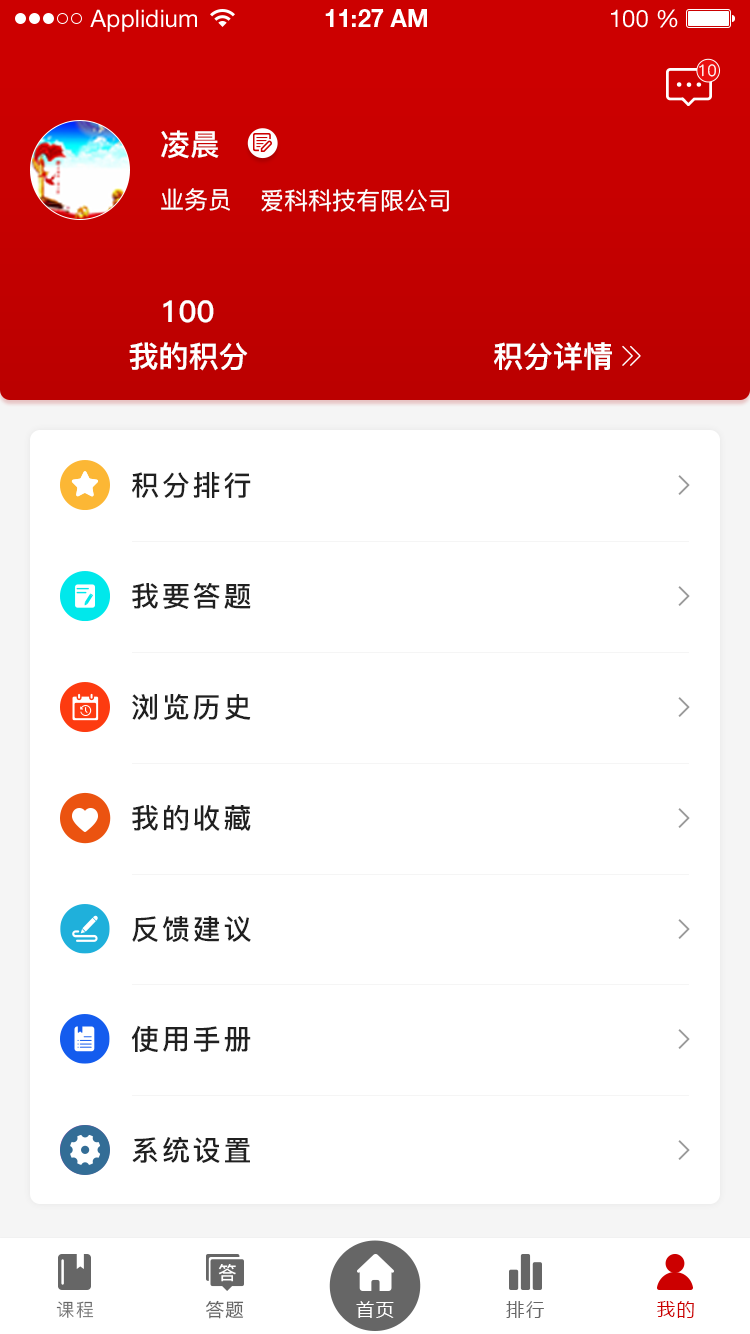 Applidium 11:27 AM 100 %
10
凌晨
业务员 爱科科技有限公司
100
我的积分 积分详情
积分排行
我要答题
浏览历史
我的收藏
反馈建议
使用手册
系统设置
答
课程 答题 首页 排行 我的